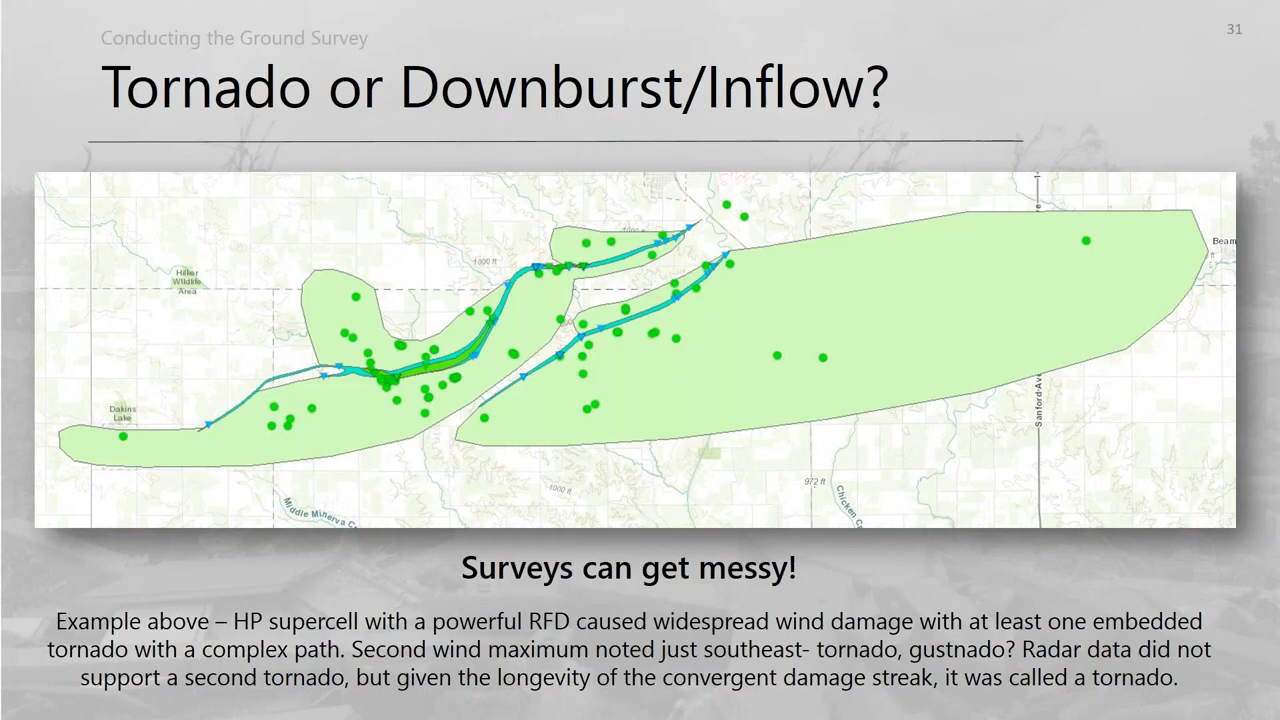 Conducting the Ground Survey
31
Tornado or Downburst/Inflow?
1000 ft
Hilker
Wildlife
Area
1000 ft
Beam
Dakins
Lake
Sanford Ave
972 ft
1000 ft
Middle Minerva C
Chicken C
Surveys can get messy!
Example above – HP supercell with a powerful RFD caused widespread wind damage with at least one embedded
tornado with a complex path. Second wind maximum noted just southeast- tornado, gustnado? Radar data did not
support a second tornado, but given the longevity of the convergent damage streak, it was called a tornado.